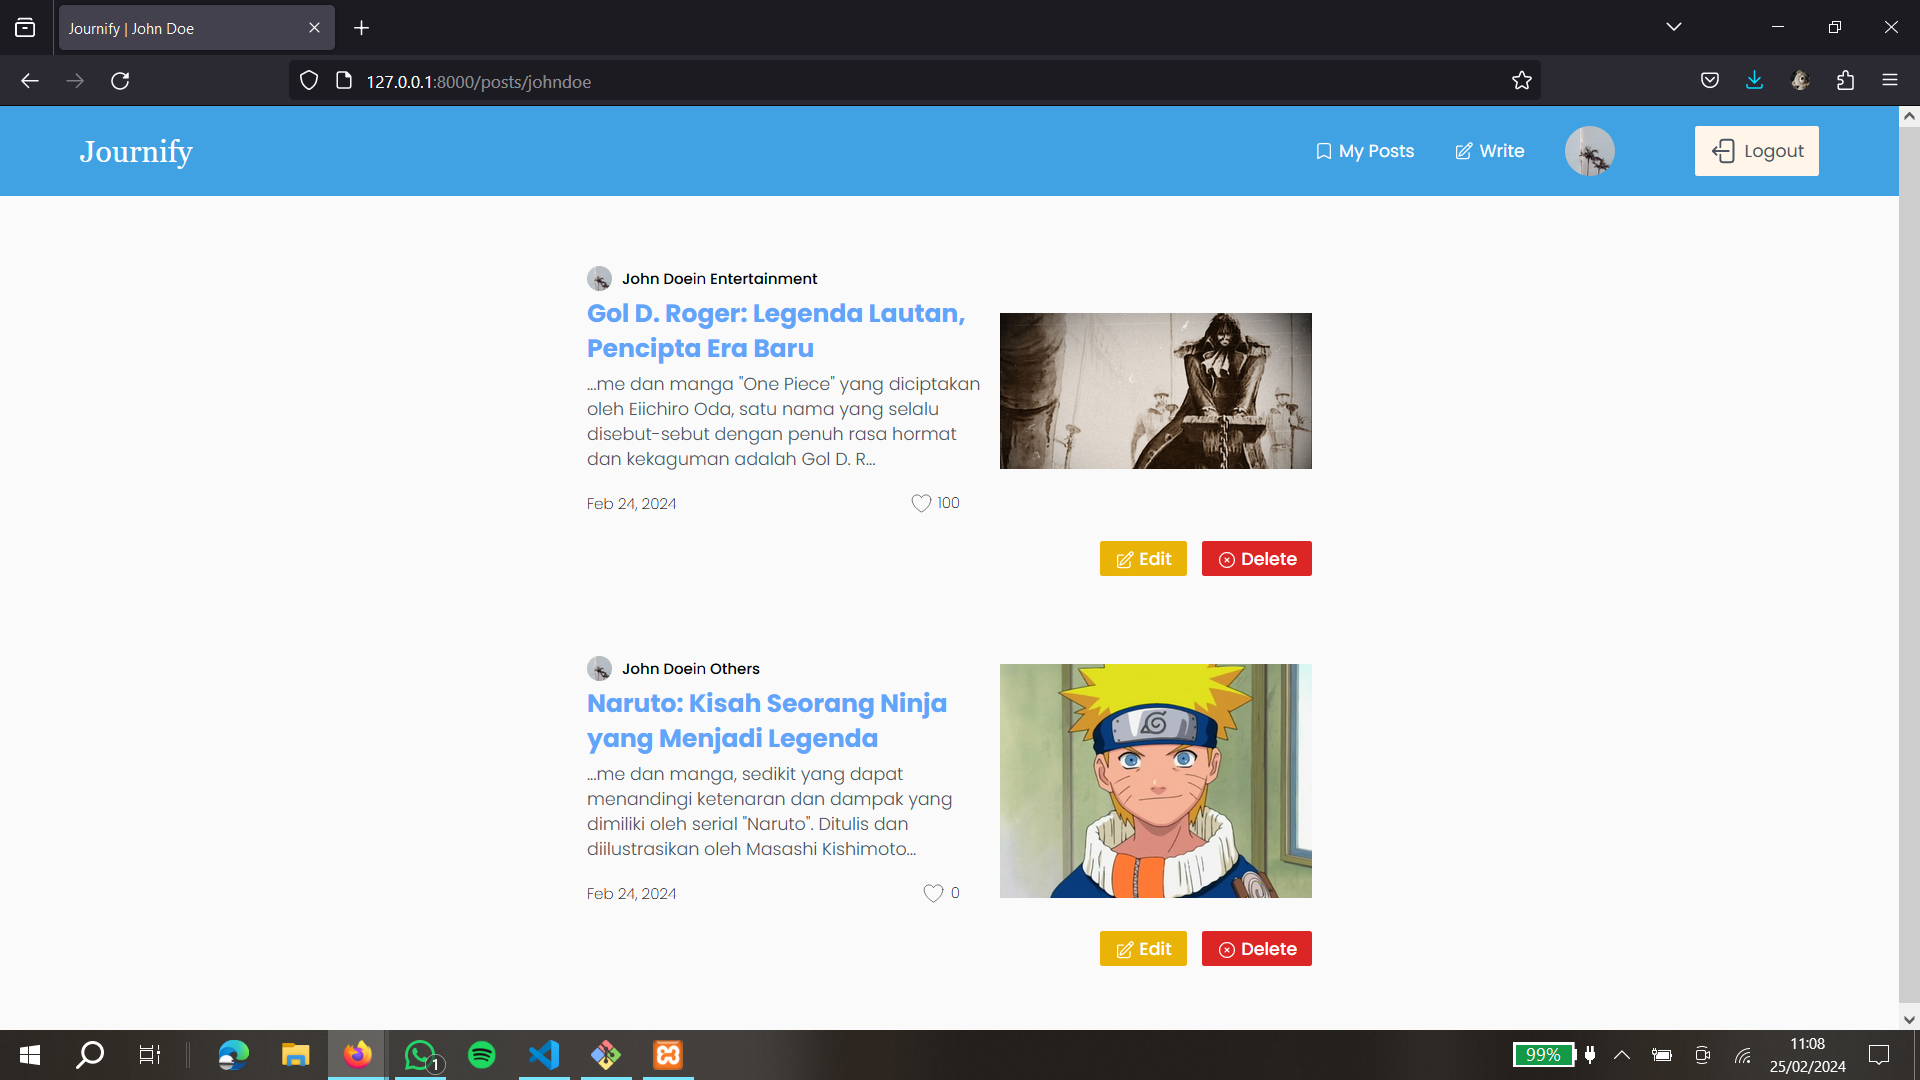 Journify | John Doe
127.0.0.1:8000/posts/johndoe
Journify
My Posts
Write
Logout
John Doein Entertainment
Gol D. Roger: Legenda Lautan,
Pencipta Era Baru
...me dan manga "One Piece" yang diciptakan
oleh Eiichiro Oda, satu nama yang selalu
disebut-sebut dengan penuh rasa hormat
dan kekaguman adalah Gol D. R...
Feb 24, 2024
100
Edit
Delete
John Doein Others
Naruto: Kisah Seorang Ninja
yang Menjadi Legenda
...me dan manga, sedikit yang dapat
menandingi ketenaran dan dampak yang
dimiliki oleh serial "Naruto". Ditulis dan
diilustrasikan oleh Masashi Kishimoto...
Feb 24, 2024
0
Edit
Delete
1
99%
11:08
25/02/2024